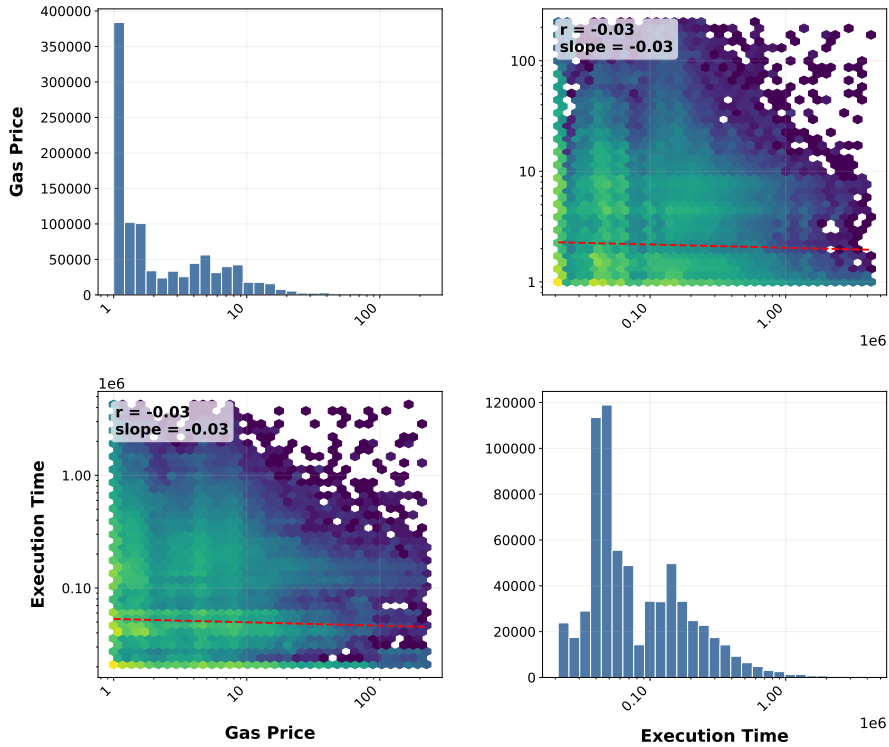 400000
350000
300000
250000
200000
150000
100000
50000
0
Gas Price
1
10
100
r = -0.03
slope = -0.03
100
10
1
0.10
1.00
1e6
1e6
r = -0.03
slope = -0.03
1.00
0.10
Execution Time
1
10
100
Gas Price
120000
100000
80000
60000
40000
20000
0
0.10
1.00
1e6
Execution Time